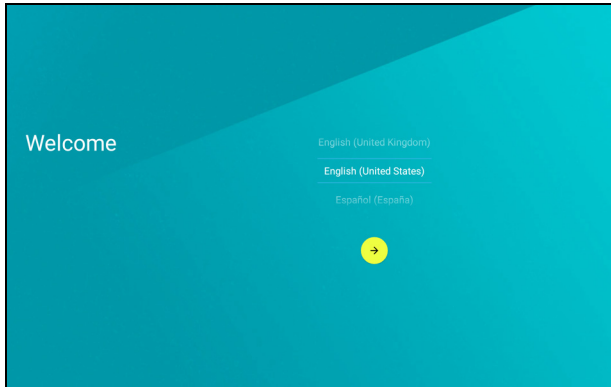 Welcome
English (United Kingdom)
English (United States)
Español (España)